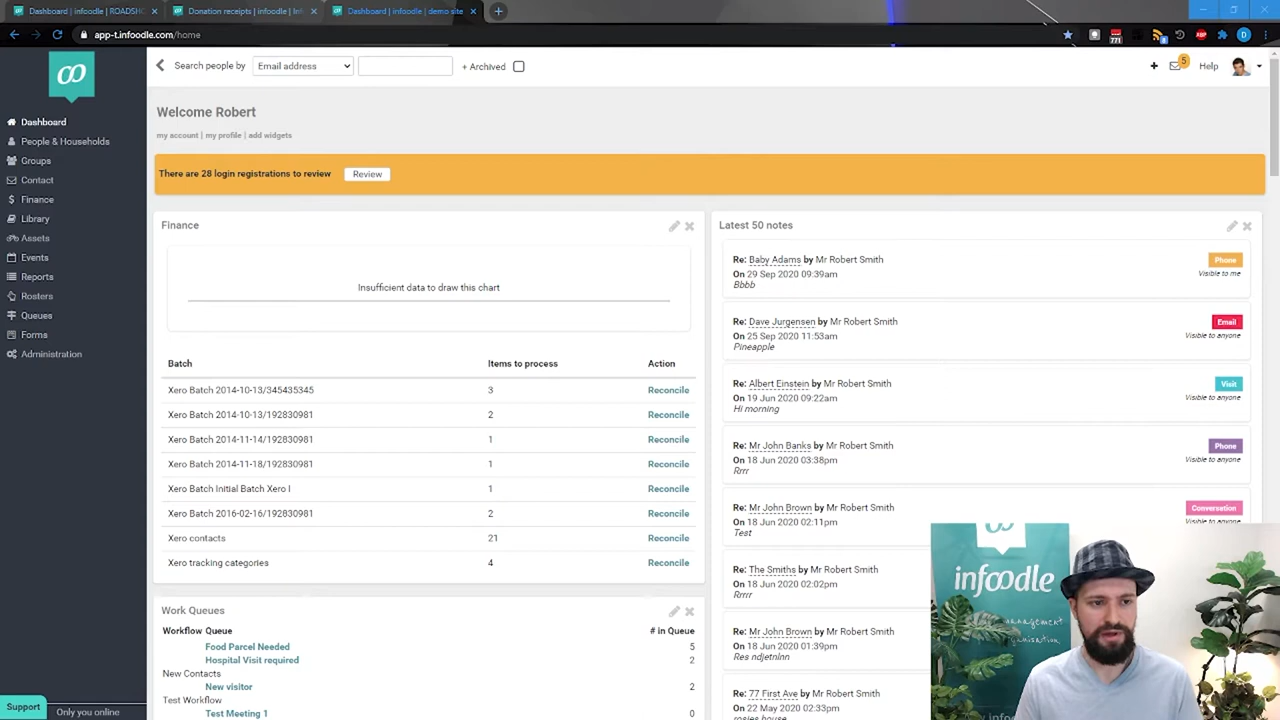 Dashboard | infoodle | ROADSH
Donation receipts | infoodle | Inf
Dashboard | infoodle | demo site
app-t.infoodle.com/home
771
D
Search people by
Email address
+ Archived
5
Help
Welcome Robert
my account | my profile | add widgets
There are 28 login registrations to review
Review
Dashboard
People & Households
Groups
Contact
Finance
Library
Assets
Events
Reports
Rosters
Queues
Forms
Administration
Support
Only you online
Finance
Insufficient data to draw this chart
Batch Items to process Action
Xero Batch 2014-10-13/345435345 3 Reconcile
Xero Batch 2014-10-13/192830981 2 Reconcile
Xero Batch 2014-11-14/192830981 1 Reconcile
Xero Batch 2014-11-18/192830981 1 Reconcile
Xero Batch Initial Batch Xero I 1 Reconcile
Xero Batch 2016-02-16/192830981 2 Reconcile
Xero contacts 21 Reconcile
Xero tracking categories 4 Reconcile
Work Queues
Workflow Queue # in Queue
Food Parcel Needed 5
Hospital Visit required 2
New Contacts
New visitor 2
Test Workflow
Test Meeting 1 0
Latest 50 notes
Re: Baby Adams by Mr Robert Smith Phone
On 29 Sep 2020 09:39am Visible to me
Bbbb
Re: Dave Jurgensen by Mr Robert Smith Email
On 25 Sep 2020 11:53am Visible to anyone
Pineapple
Re: Albert Einstein by Mr Robert Smith Visit
On 19 Jun 2020 09:22am Visible to anyone
Hi morning
Re: Mr John Banks by Mr Robert Smith Phone
On 18 Jun 2020 03:38pm Visible to anyone
Rrrr
Re: Mr John Brown by Mr Robert Smith Conversation
On 18 Jun 2020 02:11pm Visible to anyone
Test
Re: The Smiths by Mr Robert Smith
On 18 Jun 2020 02:02pm
Rrrrr
Re: Mr John Brown by Mr Robert Smith
On 18 Jun 2020 01:39pm
Res ndjetnlnn
Re: 77 First Ave by Mr Robert Smith
On 22 May 2020 02:33pm
rosies house
infoodle